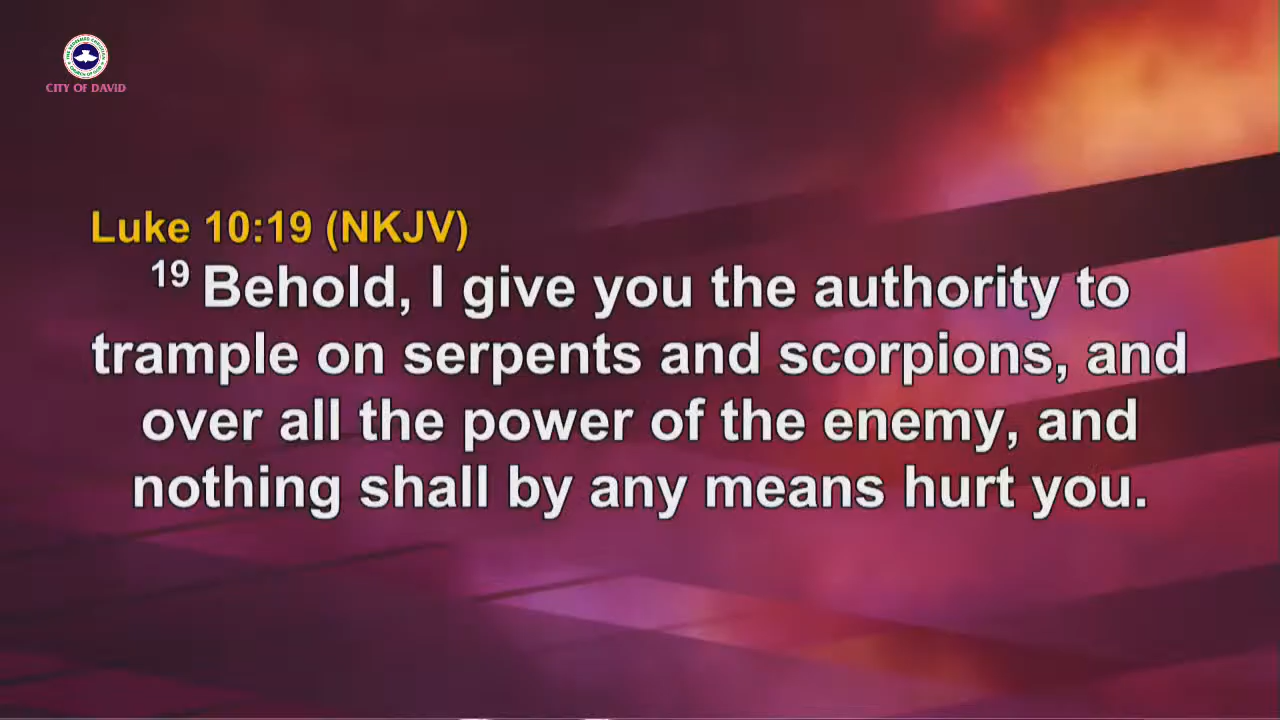 CITY OF DAVID
Luke 10:19 (NKJV)
19 Behold, I give you the authority to
trample on serpents and scorpions, and
over all the power of the enemy, and
nothing shall by any means hurt you.